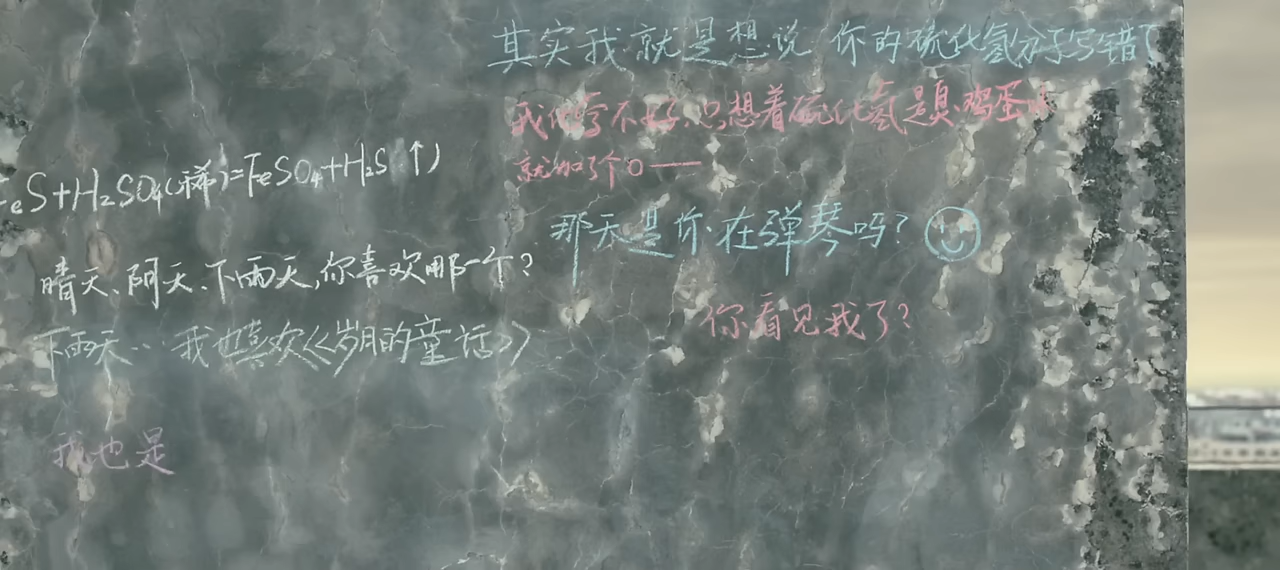 其实我就是想说 你的硫化氢分子写错了
我化学不好,只想着硫化氢是臭鸡蛋味
就加了个O——
FeS+H₂SO₄(稀)=FeSO₄+H₂S↑)
那天是你在弹琴吗?
晴天、阴天、下雨天,你喜欢哪一个?
你看见我了?
下雨天… 我也喜欢《岁月的童话》
我也是